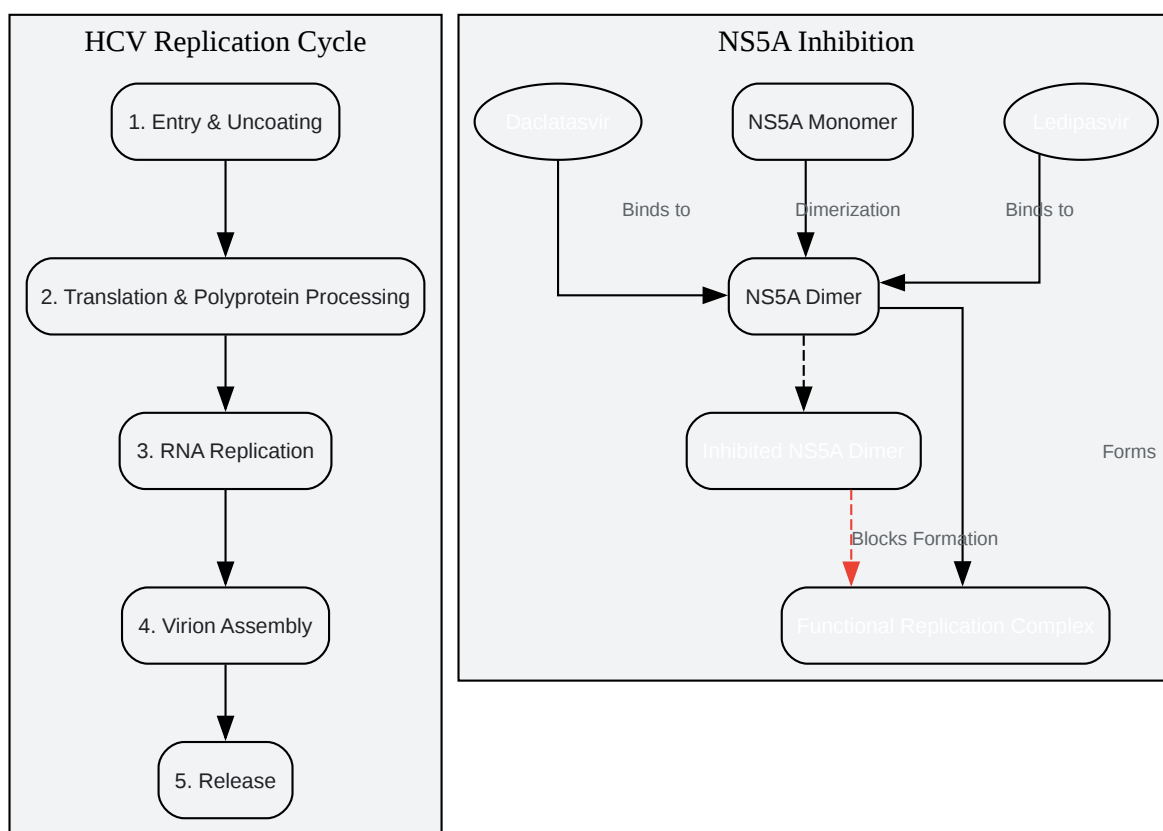 HCV Replication Cycle
1. Entry & Uncoating
2. Translation & Polyprotein Processing
3. RNA Replication
4. Virion Assembly
5. Release
NS5A Inhibition
Daclatasvir
NS5A Monomer
Ledipasvir
Binds to
Dimerization
Binds to
NS5A Dimer
Inhibited NS5A Dimer
Forms
Blocks Formation
Functional Replication Complex